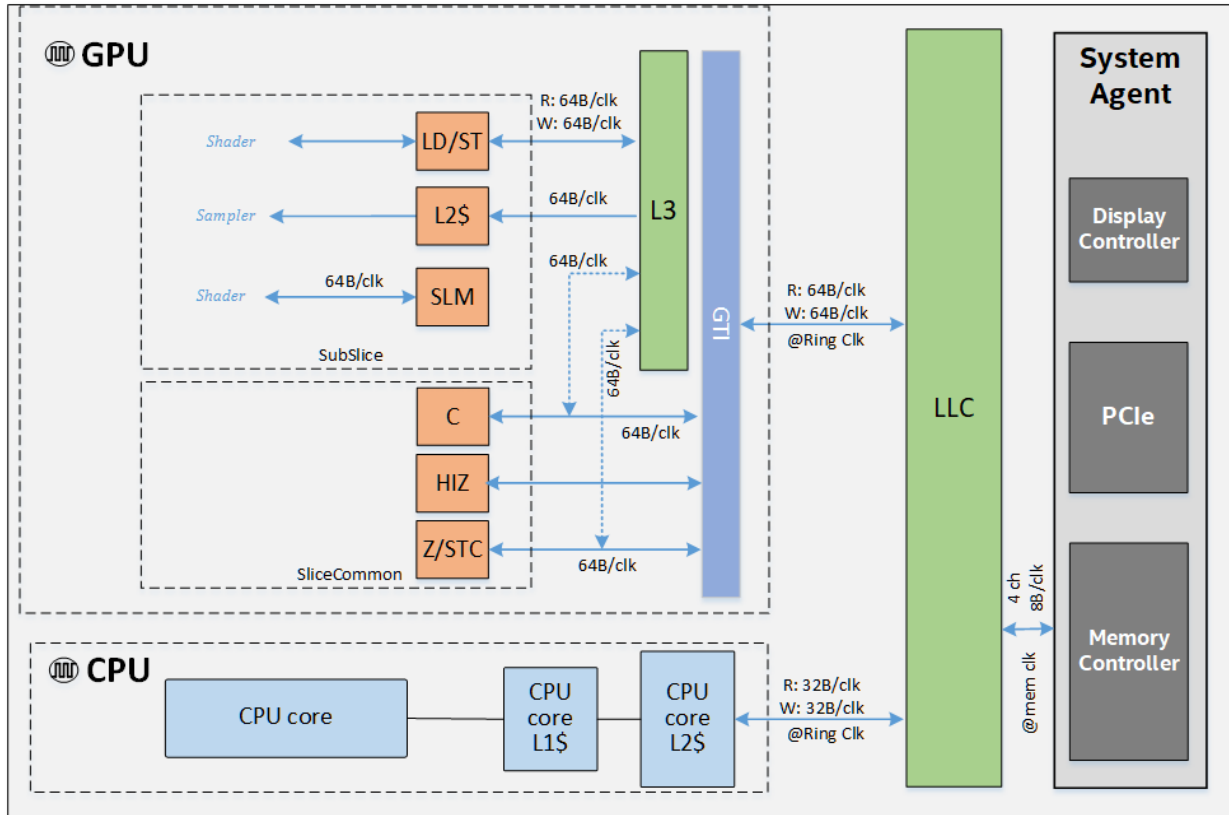 GPU
R: 64B/clk
W: 64B/clk
Shader
LD/ST
64B/clk
Sampler
L2$
L3
64B/clk
64B/clk
Shader
SLM
SubSlice
64B/clk
GTI
C
64B/clk
HIZ
Z/STC
64B/clk
SliceCommon
R: 64B/clk
W: 64B/clk
@Ring Clk
LLC
System
Agent
Display
Controller
PCIe
Memory
Controller
4 ch
8B/clk
@mem clk
CPU
CPU core
CPU
core
L1$
CPU
core
L2$
R: 32B/clk
W: 32B/clk
@Ring Clk